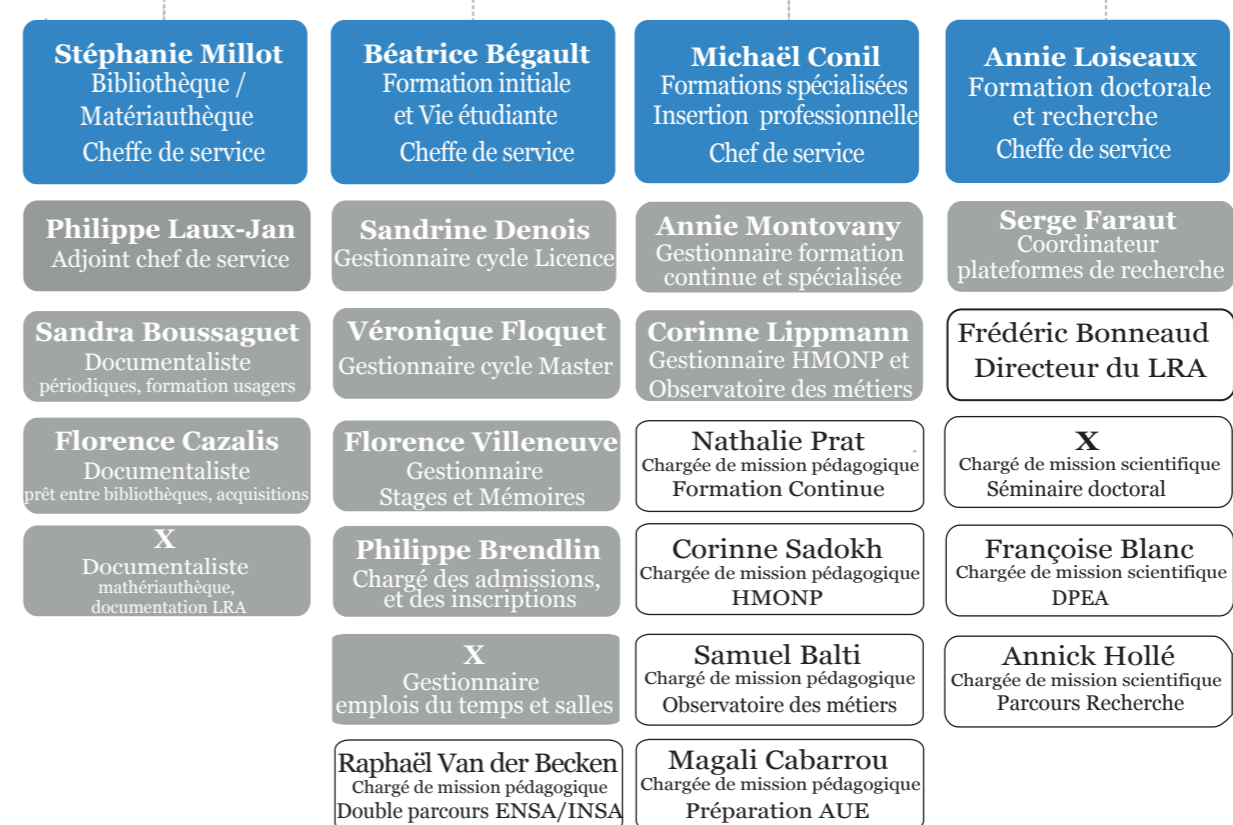 Stéphanie Millot
Bibliothèque /
Matériauthèque
Cheffe de service
Philippe Laux-Jan
Adjoint chef de service
Sandra Boussaguet
Documentaliste
périodiques, formation usagers
Florence Cazalis
Documentaliste
prêt entre bibliothèques, acquisitions
X
Documentaliste
mathériauthèque,
documentation LRA
Béatrice Bégault
Formation initiale
et Vie étudiante
Cheffe de service
Sandrine Denois
Gestionnaire cycle Licence
Véronique Floquet
Gestionnaire cycle Master
Florence Villeneuve
Gestionnaire
Stages et Mémoires
Philippe Brendlin
Chargé des admissions,
et des inscriptions
X
Gestionnaire
emplois du temps et salles
Raphaël Van der Becken
Chargé de mission pédagogique
Double parcours ENSA/INSA
Michaël Conil
Formations spécialisées
Insertion professionnelle
Chef de service
Annie Montovany
Gestionnaire formation
continue et spécialisée
Corinne Lippmann
Gestionnaire HMONP et
Observatoire des métiers
Nathalie Prat
Chargée de mission pédagogique
Formation Continue
Corinne Sadokh
Chargée de mission pédagogique
HMONP
Samuel Balti
Chargé de mission pédagogique
Observatoire des métiers
Magali Cabarrou
Chargée de mission pédagogique
Préparation AUE
Annie Loiseaux
Formation doctorale
et recherche
Cheffe de service
Serge Faraut
Coordinateur
plateformes de recherche
Frédéric Bonneaud
Directeur du LRA
X
Chargé de mission scientifique
Séminaire doctoral
Françoise Blanc
Chargée de mission scientifique
DPEA
Annick Hollé
Chargée de mission scientifique
Parcours Recherche